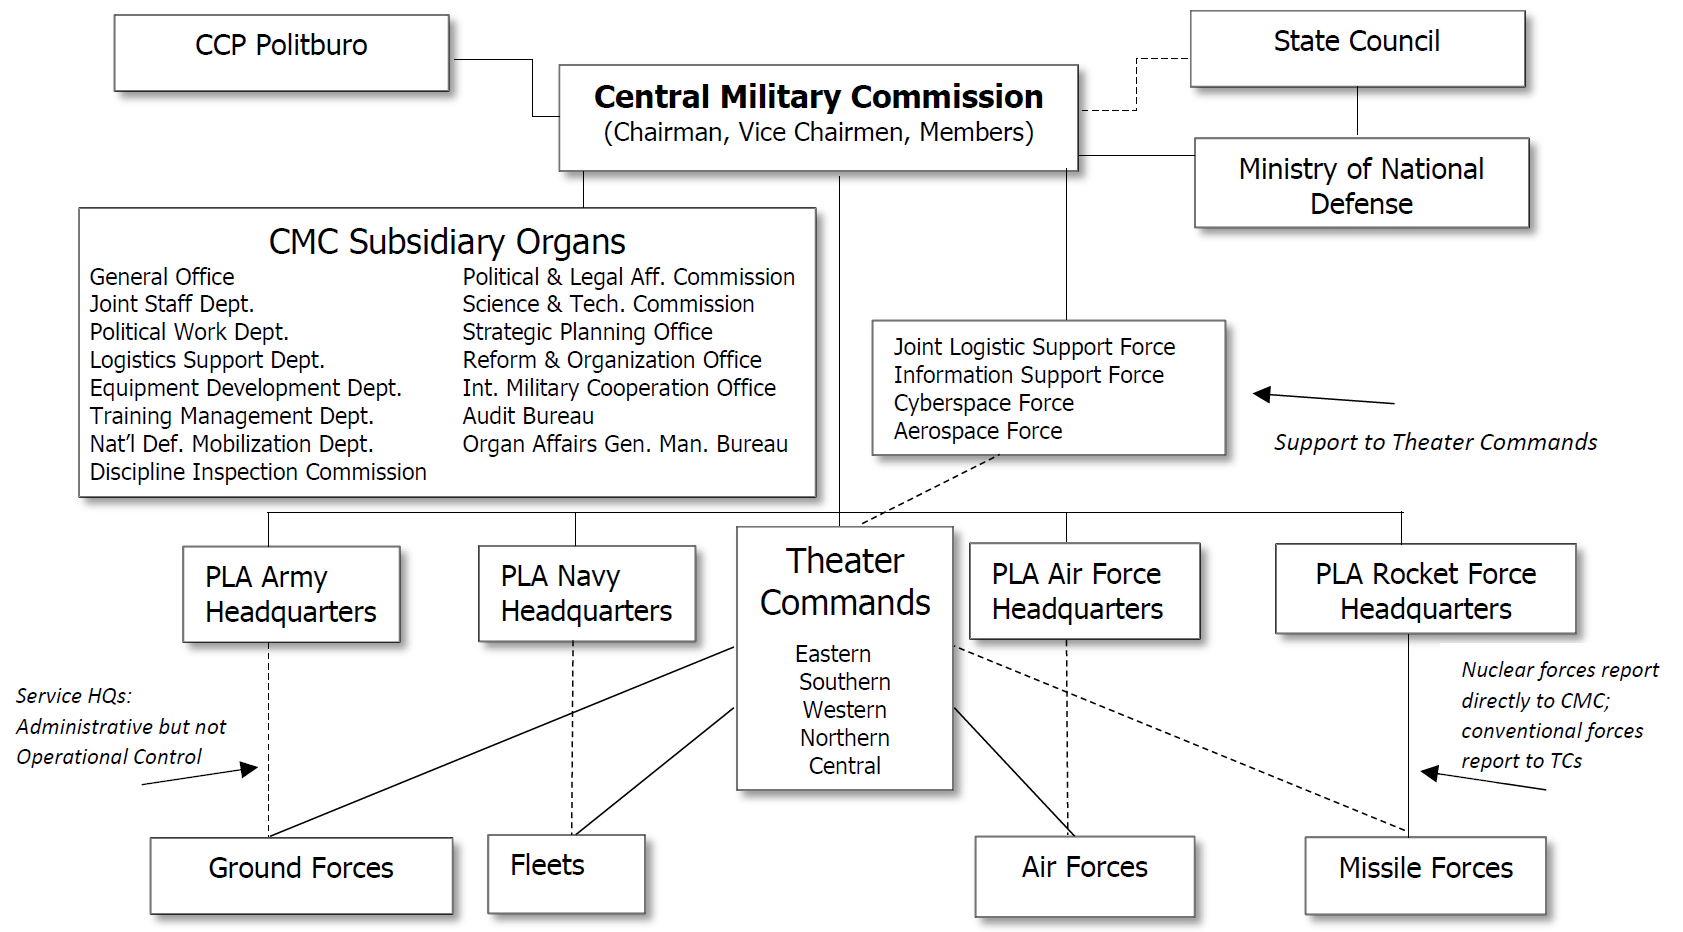 CCP Politburo
State Council
Central Military Commission
(Chairman, Vice Chairmen, Members)
Ministry of National
Defense
CMC Subsidiary Organs
General Office
Joint Staff Dept.
Political Work Dept.
Logistics Support Dept.
Equipment Development Dept.
Training Management Dept.
Nat’l Def. Mobilization Dept.
Discipline Inspection Commission
Political & Legal Aff. Commission
Science & Tech. Commission
Strategic Planning Office
Reform & Organization Office
Int. Military Cooperation Office
Audit Bureau
Organ Affairs Gen. Man. Bureau
Joint Logistic Support Force
Information Support Force
Cyberspace Force
Aerospace Force
Support to Theater Commands
PLA Army
Headquarters
PLA Navy
Headquarters
Theater
Commands
Eastern
Southern
Western
Northern
Central
PLA Air Force
Headquarters
PLA Rocket Force
Headquarters
Service HQs:
Administrative but not
Operational Control
Nuclear forces report
directly to CMC;
conventional forces
report to TCs
Ground Forces
Fleets
Air Forces
Missile Forces